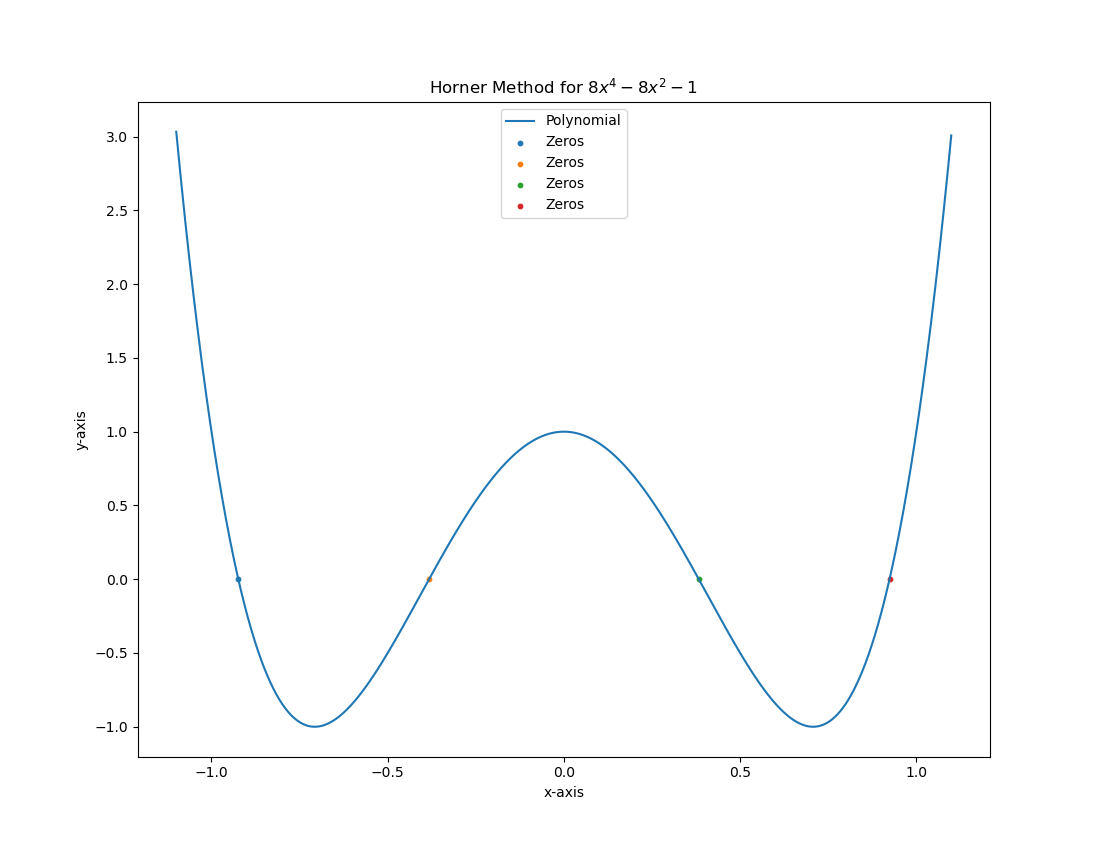 Horner Method for 8x⁴ − 8x² − 1
Polynomial
Zeros
Zeros
Zeros
Zeros
3.0
2.5
2.0
1.5
1.0
0.5
0.0
−0.5
−1.0
y-axis
−1.0 −0.5 0.0 0.5 1.0
x-axis